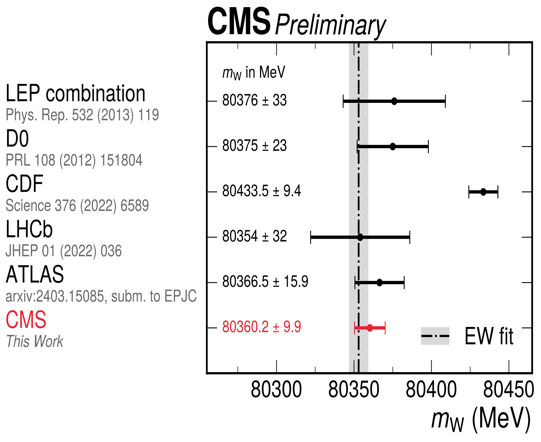 CMS Preliminary
m_W in MeV
LEP combination
Phys. Rep. 532 (2013) 119
80376 ± 33
D0
PRL 108 (2012) 151804
80375 ± 23
CDF
Science 376 (2022) 6589
80433.5 ± 9.4
LHCb
JHEP 01 (2022) 036
80354 ± 32
ATLAS
arxiv:2403.15085, subm. to EPJC
80366.5 ± 15.9
CMS
This Work
80360.2 ± 9.9
EW fit
80300 80350 80400 80450
m_W (MeV)